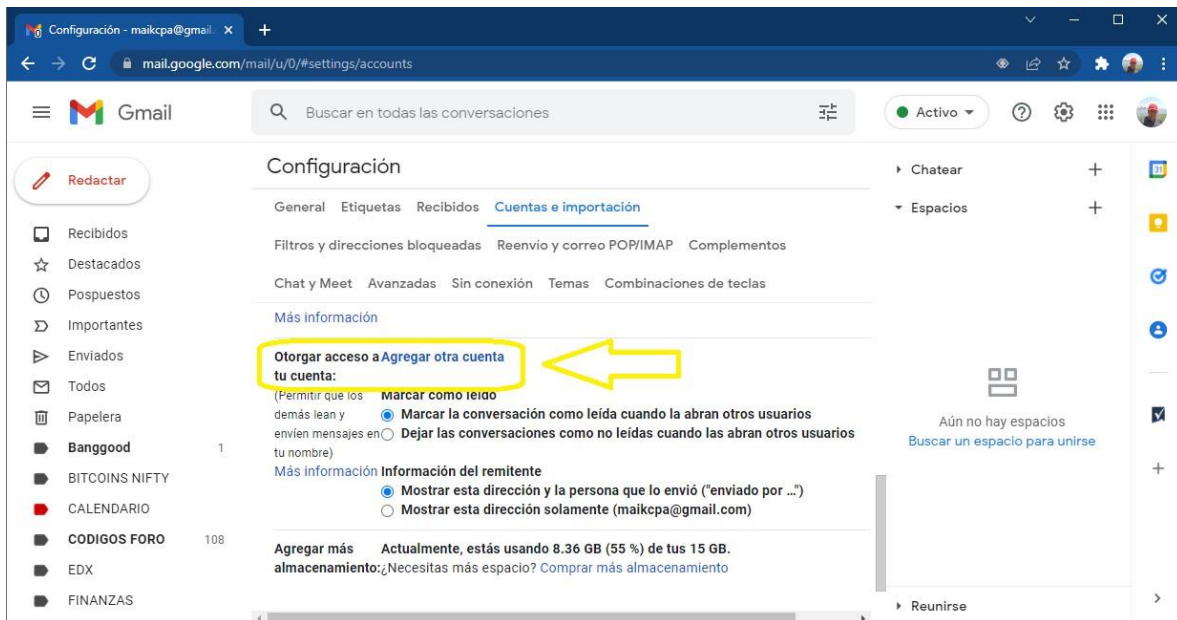 Configuración - maikcpa@gmail.
mail.google.com/mail/u/0/#settings/accounts
Gmail
Buscar en todas las conversaciones
Activo
Redactar
Recibidos
Destacados
Pospuestos
Importantes
Enviados
Todos
Papelera
Banggood 1
BITCOINS NIFTY
CALENDARIO
CODIGOS FORO 108
EDX
FINANZAS
Configuración
General Etiquetas Recibidos Cuentas e importación
Filtros y direcciones bloqueadas Reenvío y correo POP/IMAP Complementos
Chat y Meet Avanzadas Sin conexión Temas Combinaciones de teclas
Más información
Otorgar acceso a Agregar otra cuenta
tu cuenta:
(Permitir que los Marcar como leído
demás lean y Marcar la conversación como leída cuando la abran otros usuarios
envíen mensajes en Dejar las conversaciones como no leídas cuando las abran otros usuarios
tu nombre)
Más información Información del remitente
Mostrar esta dirección y la persona que lo envió ("enviado por ...")
Mostrar esta dirección solamente (maikcpa@gmail.com)
Agregar más Actualmente, estás usando 8.36 GB (55 %) de tus 15 GB.
almacenamiento: ¿Necesitas más espacio? Comprar más almacenamiento
Chatear
Espacios
Aún no hay espacios
Buscar un espacio para unirse
Reunirse
31